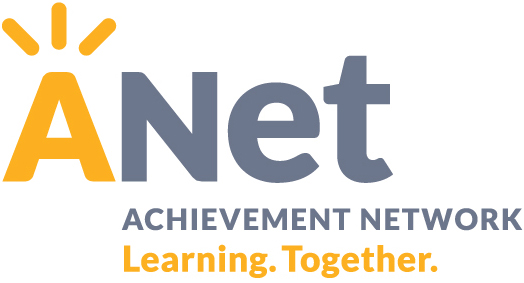 ANet
ACHIEVEMENT NETWORK
Learning. Together.